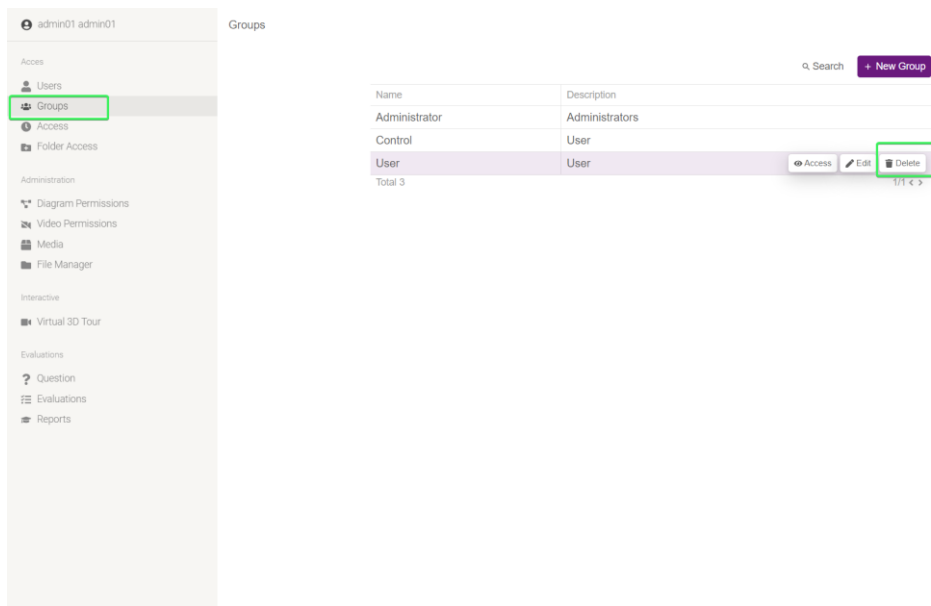 admin01 admin01
Groups
Acces
Users
Groups
Access
Folder Access
Administration
Diagram Permissions
Video Permissions
Media
File Manager
Interactive
Virtual 3D Tour
Evaluations
Question
Evaluations
Reports
Search + New Group
Name Description
Administrator Administrators
Control User
User User Access Edit Delete
Total 3 1/1 < >